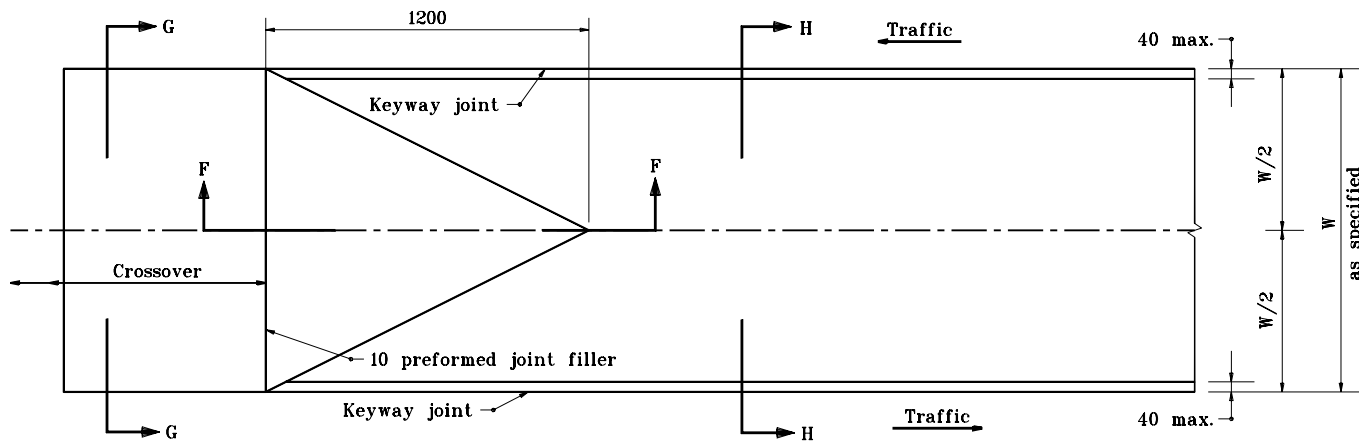 G
1200
H
Traffic
40 max.
Keyway joint
F
F
W/2
W
as specified
Crossover
W/2
10 preformed joint filler
Keyway joint
Traffic
40 max.
G
H